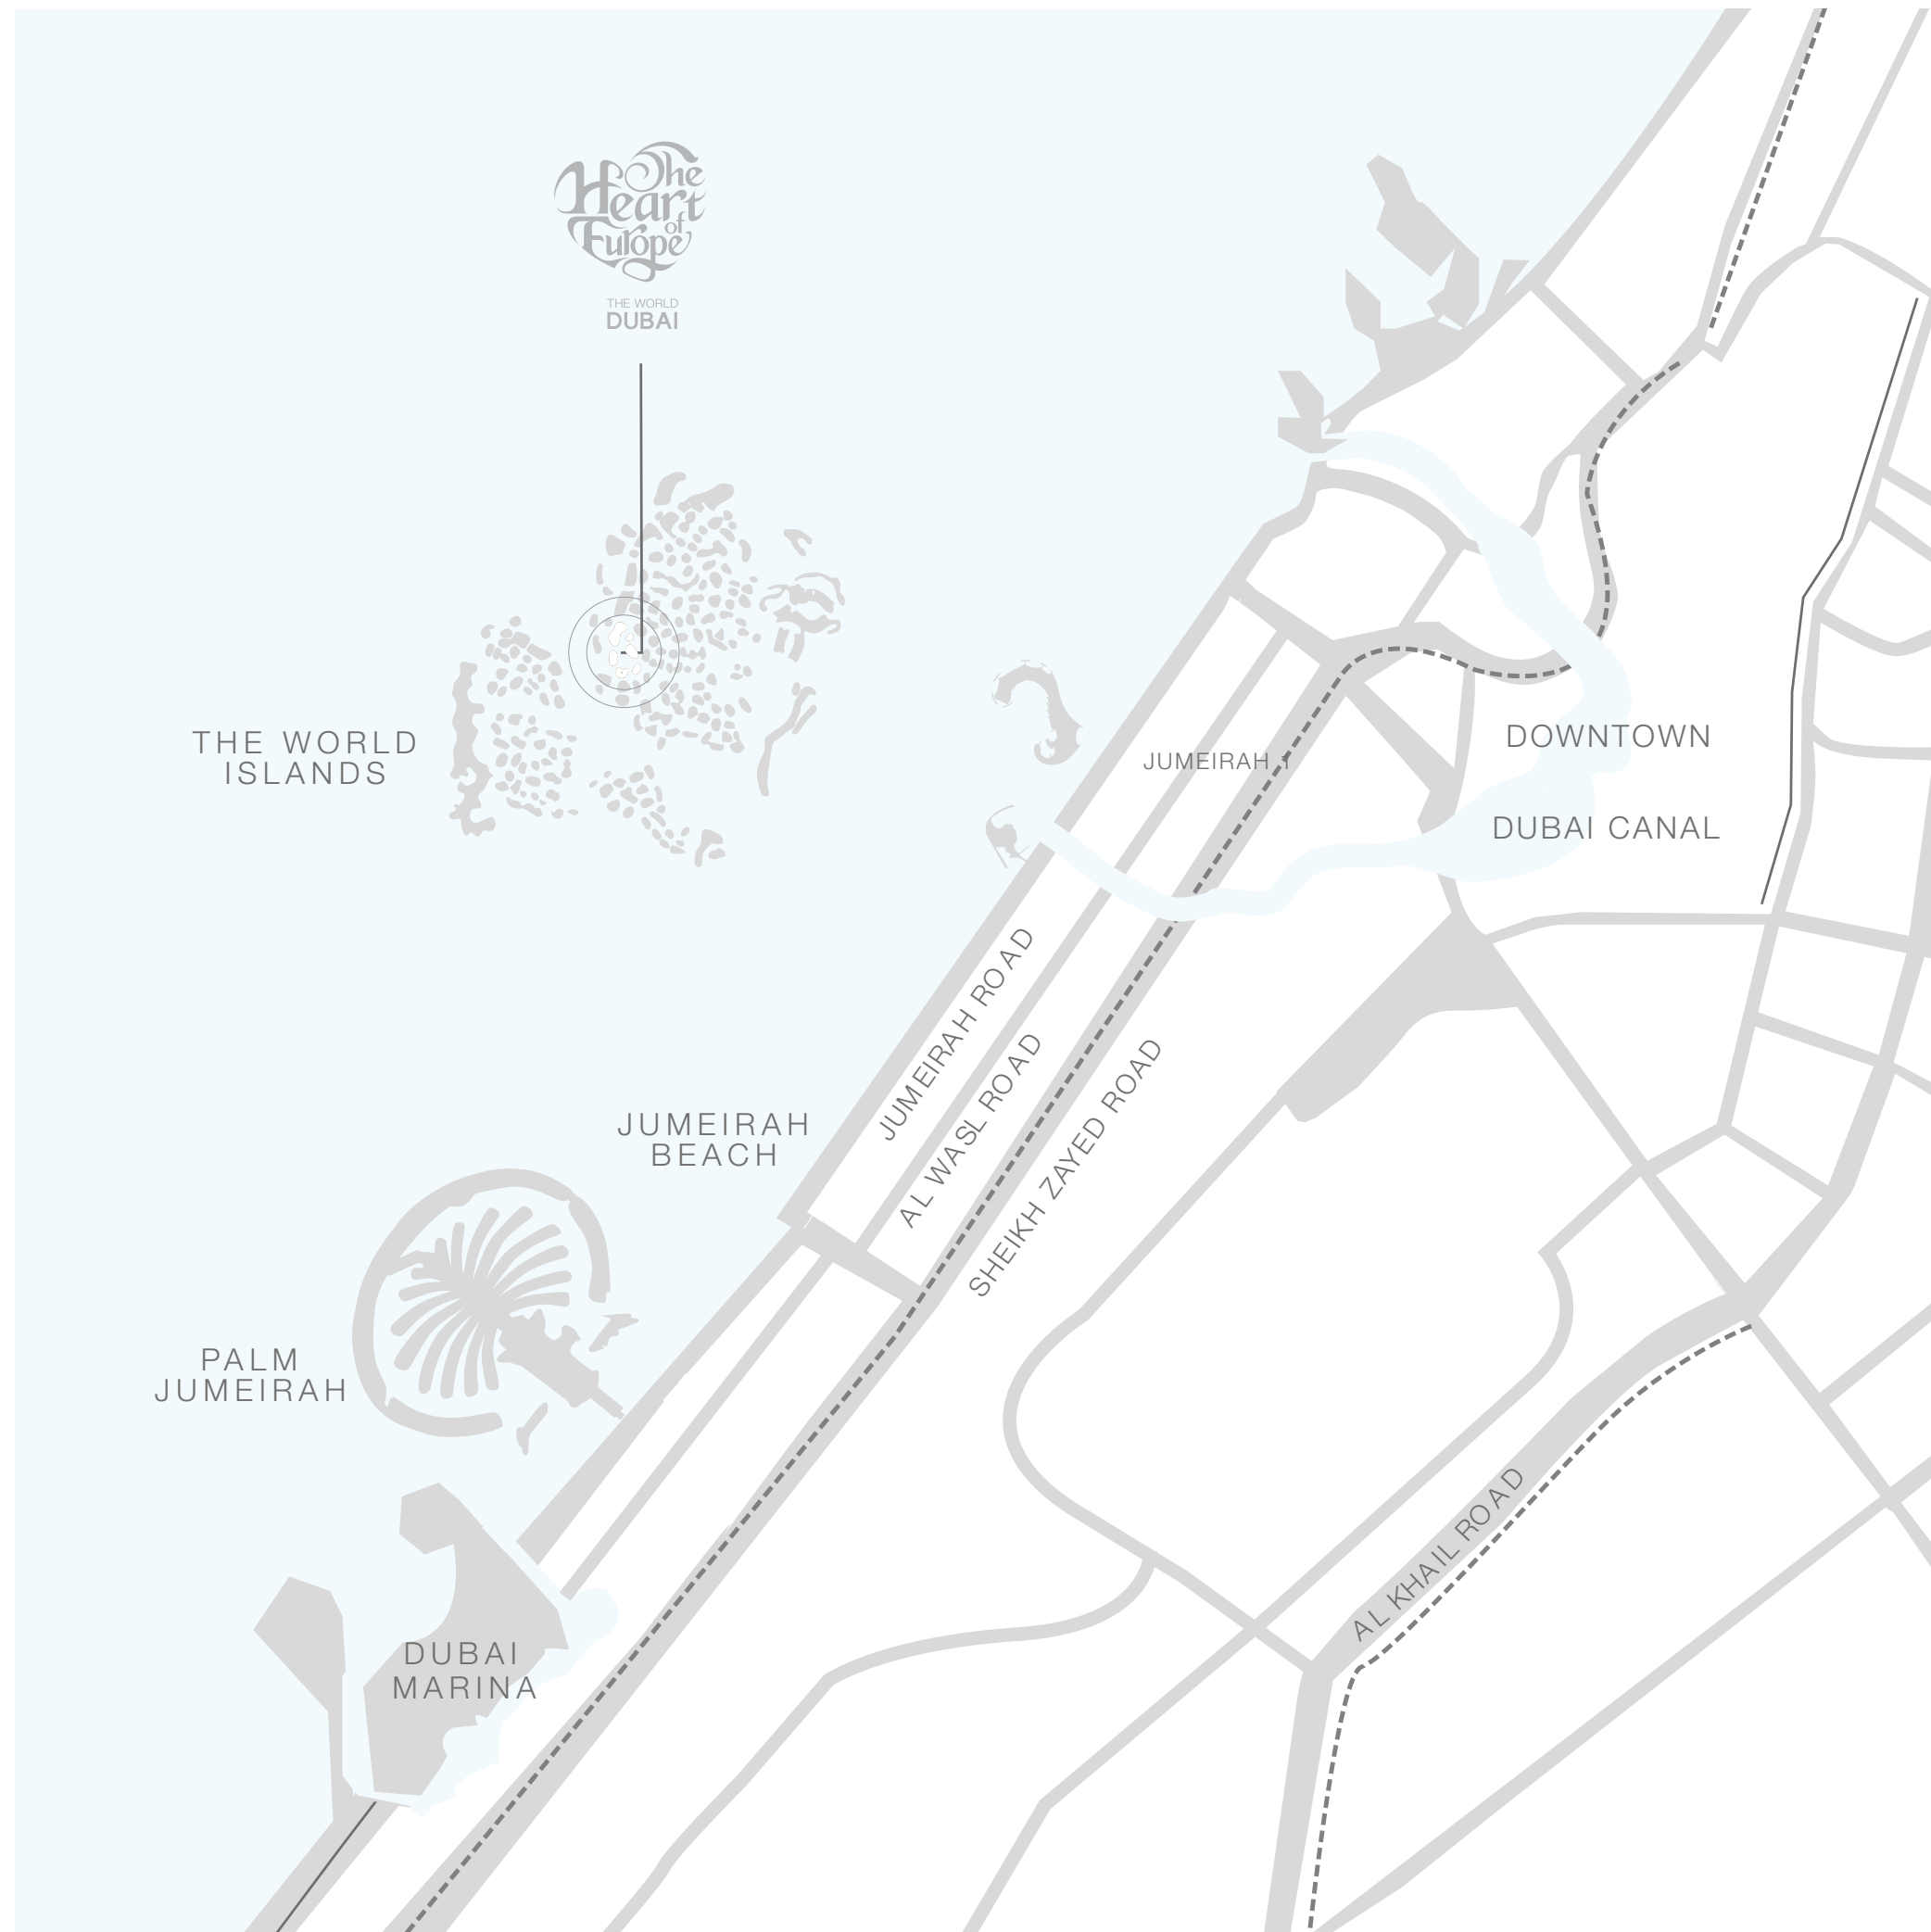 The
Heart
of
Europe
THE WORLD
DUBAI
THE WORLD
ISLANDS
DOWNTOWN
JUMEIRAH 1
DUBAI CANAL
JUMEIRAH ROAD
AL WASL ROAD
SHEIKH ZAYED ROAD
JUMEIRAH
BEACH
PALM
JUMEIRAH
AL KHAIL ROAD
DUBAI
MARINA